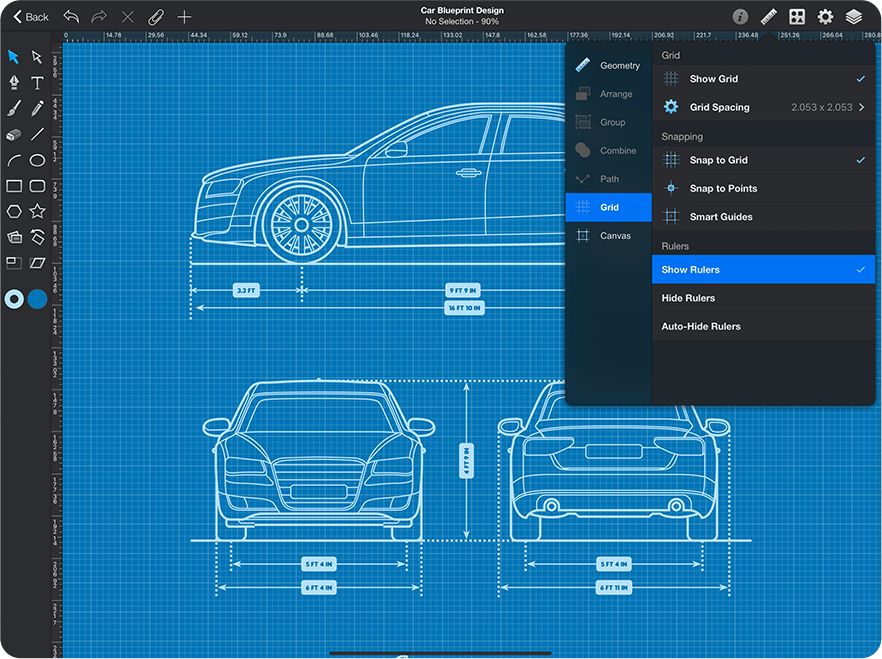 Back
Car Blueprint Design
No Selection - 90%
0 14.78 29.56 44.34 59.12 73.9 88.68 103.46 118.24 133.02 147.8 162.58 177.36 192.14 206.92 221.7 236.48 251.26 266.04 280.8
Geometry
Arrange
Group
Combine
Path
Grid
Canvas
Grid
Show Grid
Grid Spacing 2.053 x 2.053
Snapping
Snap to Grid
Snap to Points
Smart Guides
Rulers
Show Rulers
Hide Rulers
Auto-Hide Rulers
3.3 FT
9 FT 9 IN
16 FT 10 IN
4 FT 9 IN
5 FT 4 IN
6 FT 4 IN
5 FT 4 IN
6 FT 11 IN